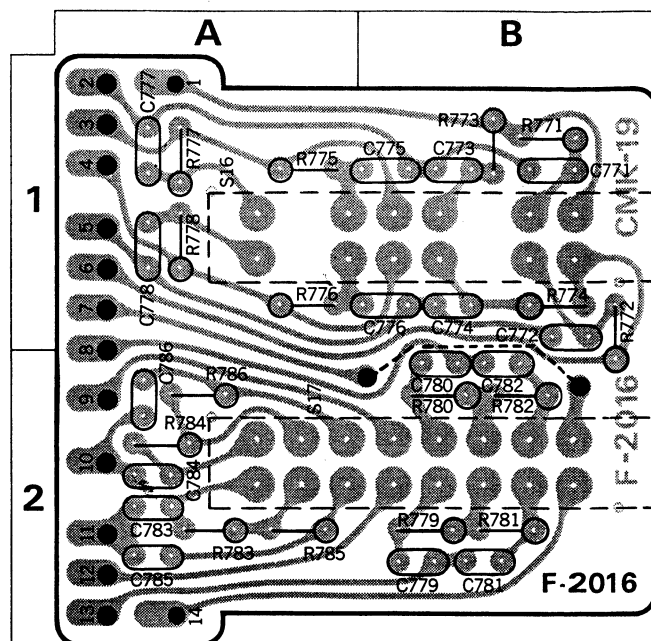 A B
1
2
2 1
3 C777
4 R777
S16
R775 C775 C773 R773 R771
C771
CMK-19
5 C778 R778
6
7
R776 C776 C774 R774
C772 R772
8
9
C786 R786
S17
C780 C782
R780 R782
R784
10 C784
F-2016
11
C783
R783 R785
R779 R781
C785
C779 C781
12
13 14
F-2016